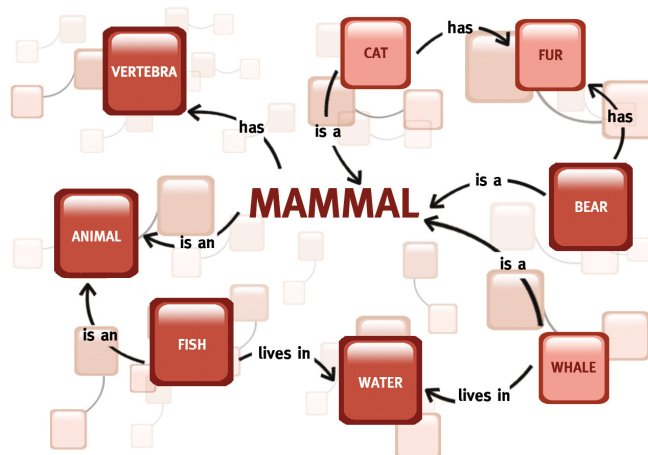 CAT
has
FUR
VERTEBRA
has
is a
has
MAMMAL
is a
BEAR
ANIMAL
is an
is a
is an
FISH
lives in
WATER
lives in
WHALE